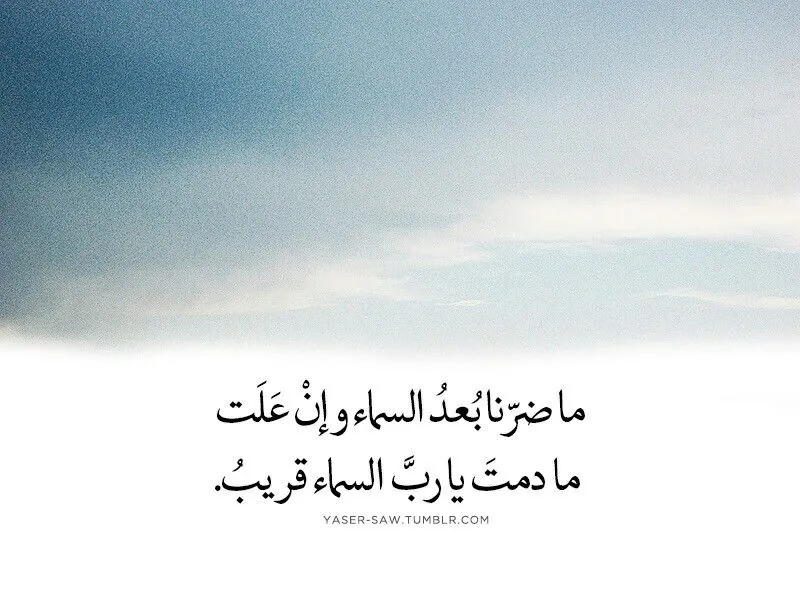 ما ضرّنا بُعدُ السماء وإنْ عَلَت
ما دمتَ يا ربَّ السماء قريبُ.
YASER-SAW.TUMBLR.COM